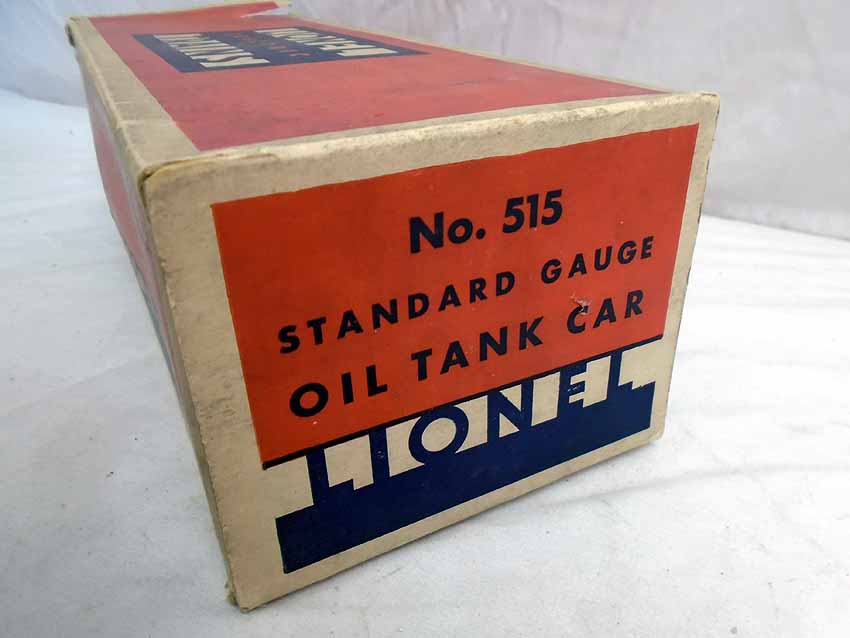 No. 515
STANDARD GAUGE
OIL TANK CAR
LIONEL